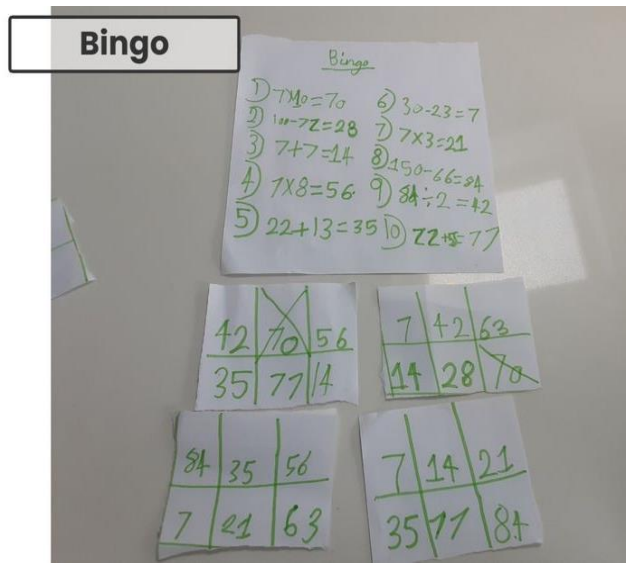 Bingo
Bingo
1) 7x10=70
2) 100-72=28
3) 7+7=14
4) 7x8=56
5) 22+13=35
6) 30-23=7
7) 7x3=21
8) 150-66=84
9) 84÷2=42
10) 22+55=77
42 70 56
35 77 14
7 42 63
14 28 70
84 35 56
7 21 63
7 14 21
35 77 84